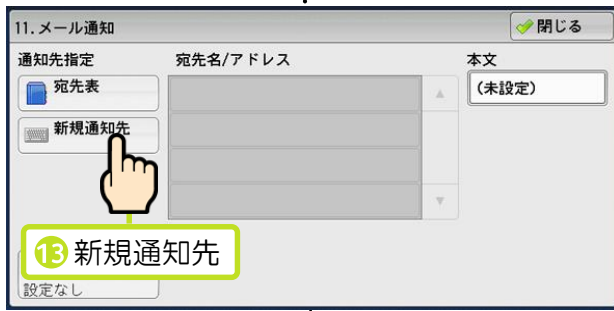 11.メール通知
閉じる
通知先指定
宛先名/アドレス
本文
宛先表
(未設定)
新規通知先
⑬新規通知先
設定なし